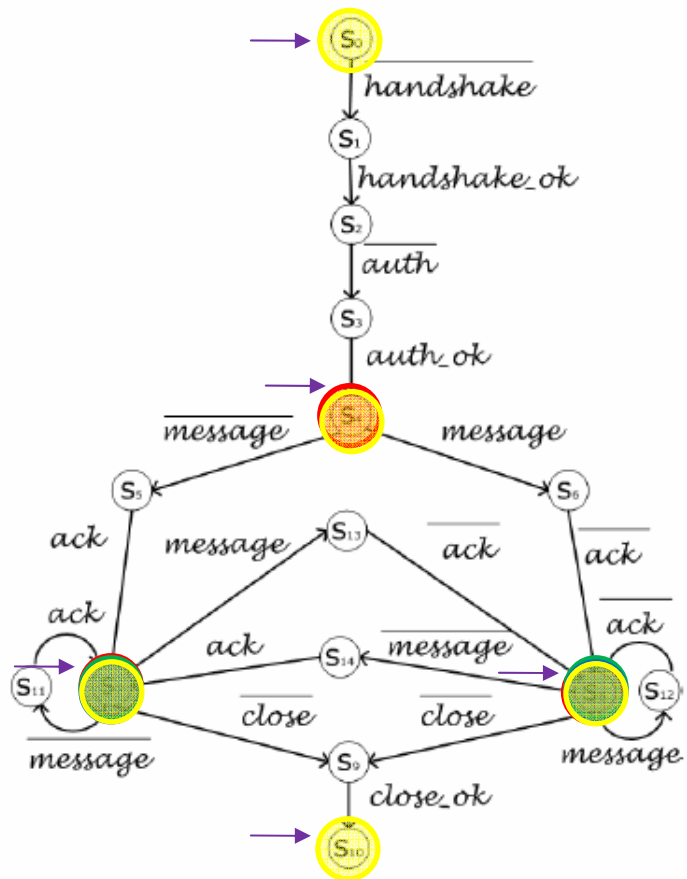 S₀
handshake
S₁
handshake_ok
S₂
auth
S₃
auth_ok
message
message
S₅
S₆
ack
message
S₁₃
ack
ack
ack
ack
ack
message
S₁₄
S₁₁
S₁₂
close
close
message
message
S₉
close_ok
S₁₀